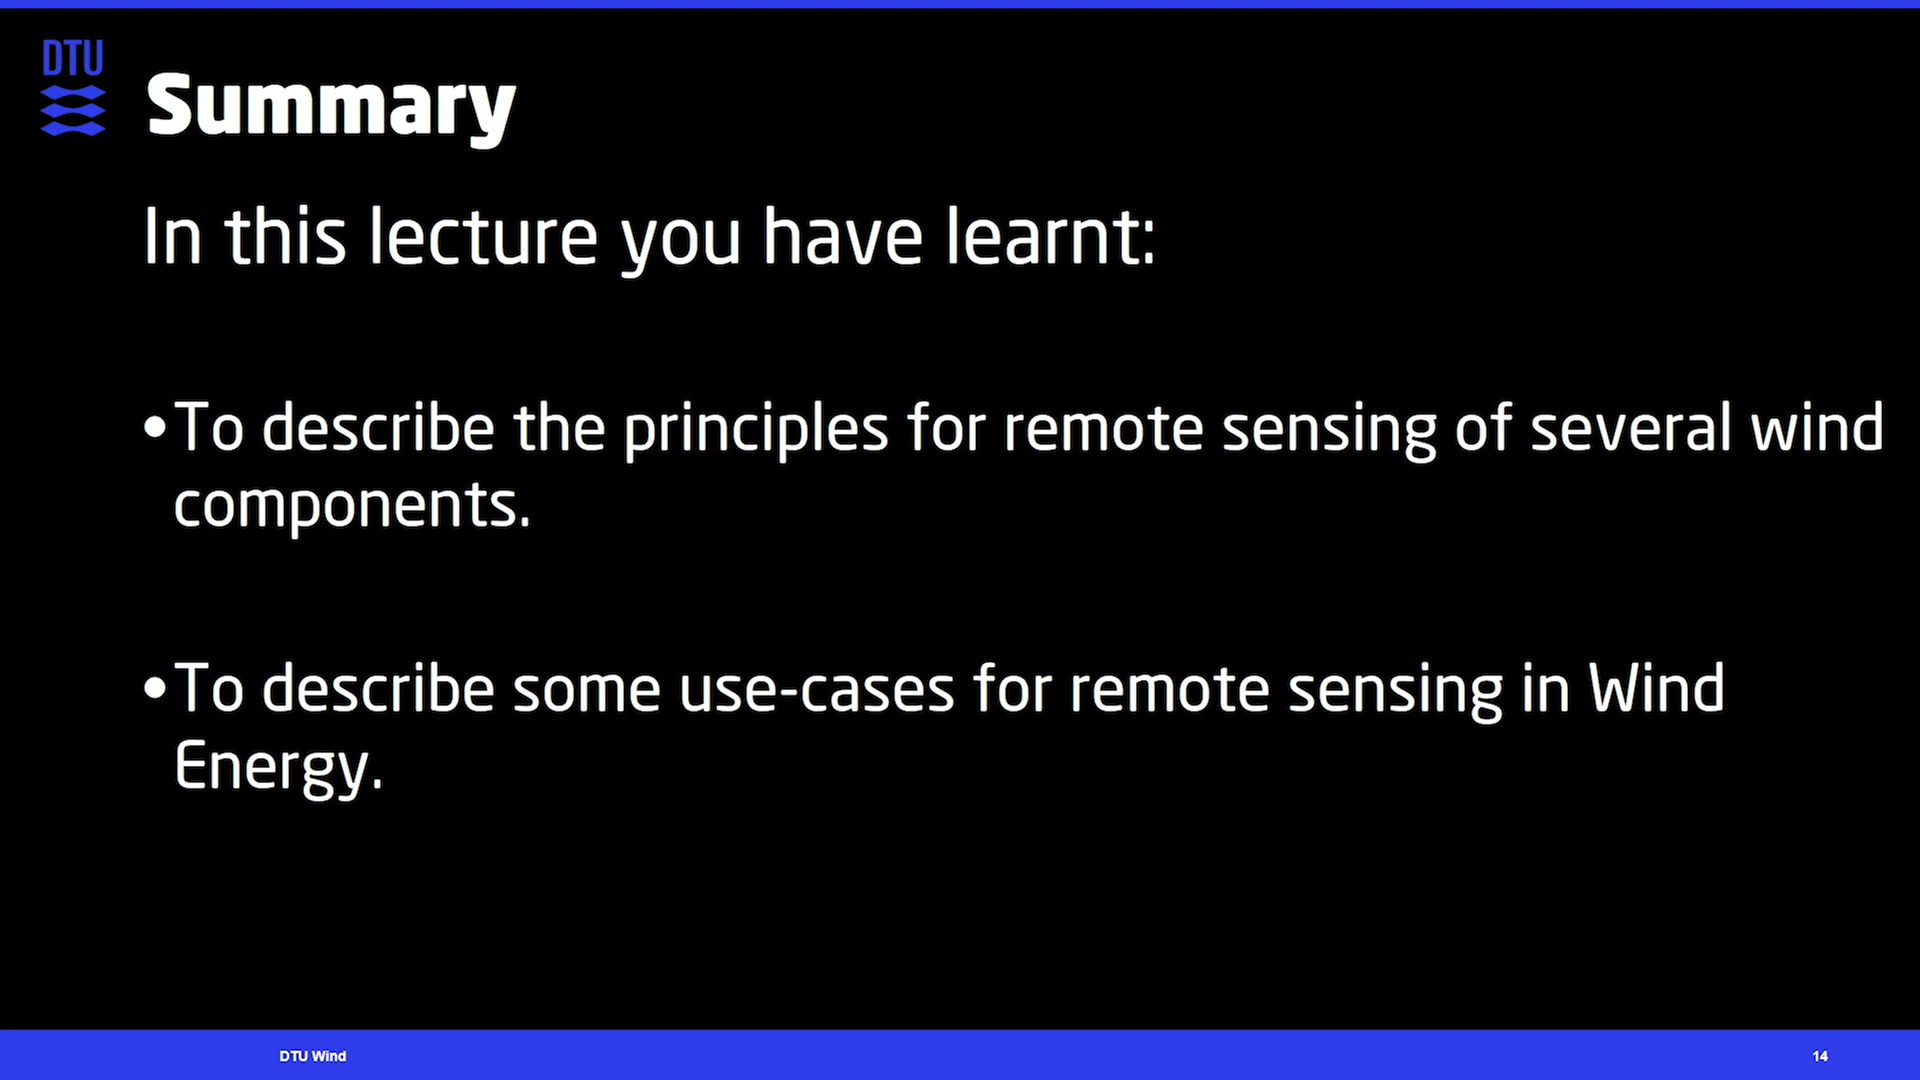 DTU
Summary
In this lecture you have learnt:
•To describe the principles for remote sensing of several wind
components.
•To describe some use-cases for remote sensing in Wind
Energy.
DTU Wind
14